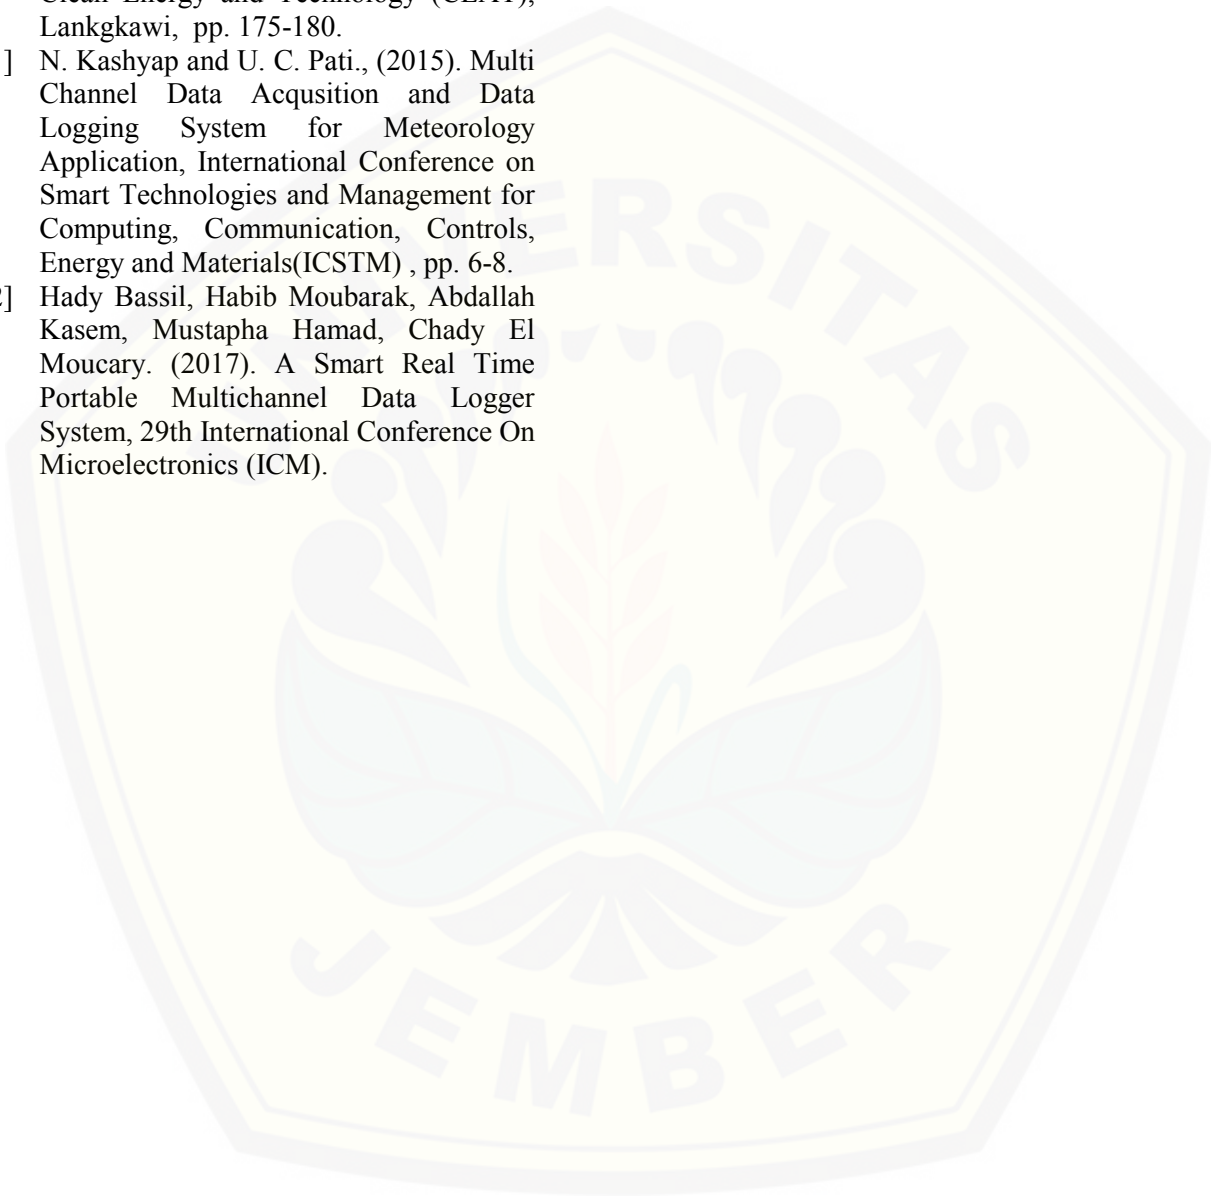 Clean Energy and Technology (CEAT),
Lankgkawi, pp. 175-180.
] N. Kashyap and U. C. Pati., (2015). Multi
Channel Data Acqusition and Data
Logging System for Meteorology
Application, International Conference on
Smart Technologies and Management for
Computing, Communication, Controls,
Energy and Materials(ICSTM) , pp. 6-8.
2] Hady Bassil, Habib Moubarak, Abdallah
Kasem, Mustapha Hamad, Chady El
Moucary. (2017). A Smart Real Time
Portable Multichannel Data Logger
System, 29th International Conference On
Microelectronics (ICM).
UNIVERSITAS
JEMBER